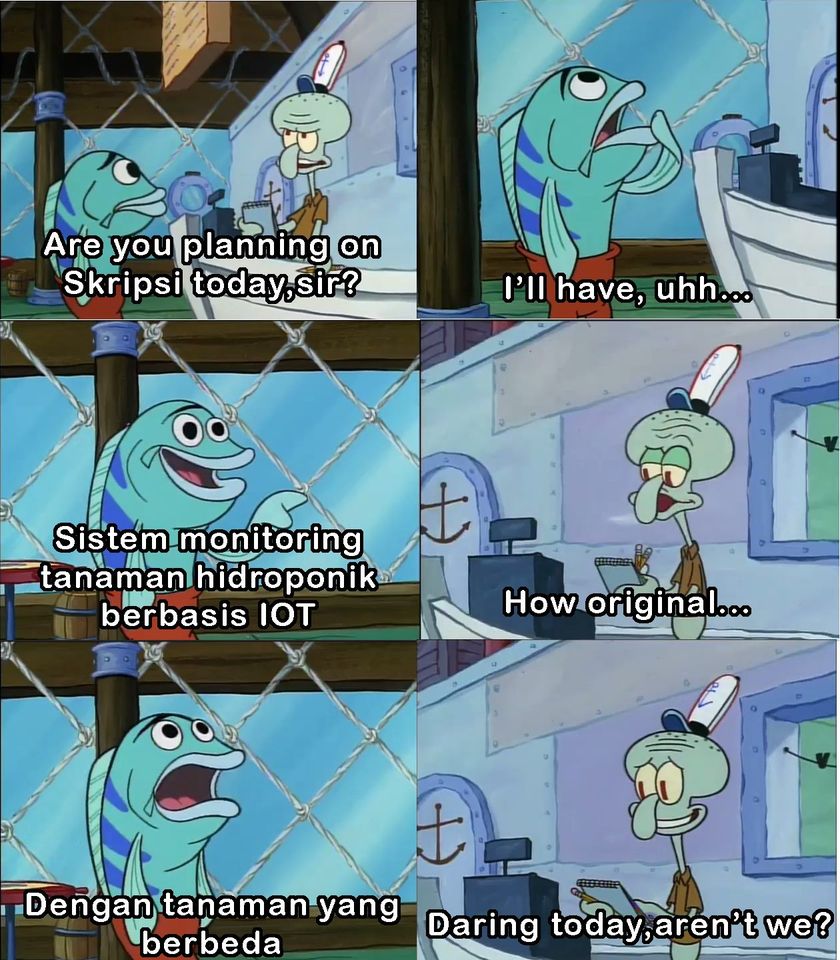 Are you planning on
Skripsi today,sir?
I'll have, uhh...
Sistem monitoring
tanaman hidroponik
berbasis IOT
How original...
Dengan tanaman yang
berbeda
Daring today,aren't we?